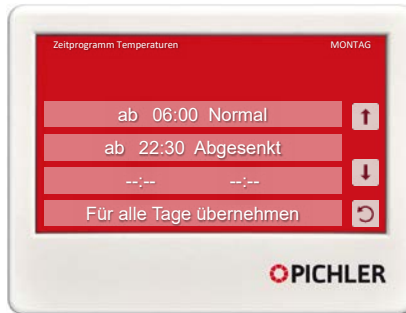 Zeitprogramm Temperaturen MONTAG
ab 06:00 Normal
ab 22:30 Abgesenkt
--:-- --:--
Für alle Tage übernehmen
PICHLER